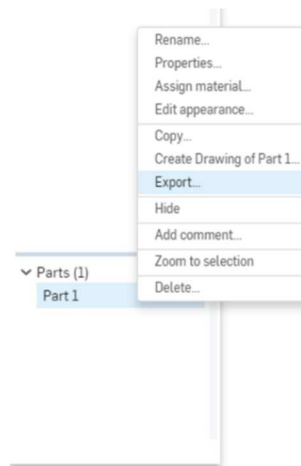 Rename...
Properties...
Assign material...
Edit appearance...
Copy...
Create Drawing of Part 1...
Export...
Hide
Add comment...
Zoom to selection
Delete...
Parts (1)
Part 1